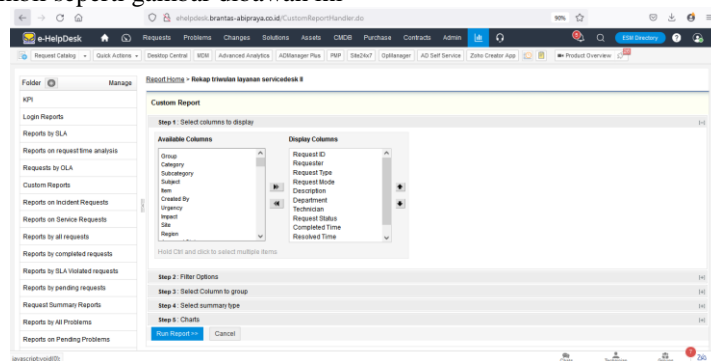 seperti gambar dibawah ini
ehelpdesk.brantas-abipraya.co.id/CustomReportHandler.do
90%
e-HelpDesk Requests Problems Changes Solutions Assets CMDB Purchase Contracts Admin ESM Directory
Request Catalog Quick Actions Desktop Central MDM Advanced Analytics ADManager Plus PMP Site24x7 OpManager AD Self Service Zoho Creator App Product Overview
Folder Manage
Report Home > Rekap triwulan layanan servicedesk II
KPI
Login Reports
Reports by SLA
Reports on request time analysis
Requests by OLA
Custom Reports
Reports on Incident Requests
Reports on Service Requests
Reports by all requests
Reports by completed requests
Reports by SLA Violated requests
Reports by pending requests
Request Summary Reports
Reports by All Problems
Reports on Pending Problems
Custom Report
Step 1 : Select columns to display
Available Columns
Group
Category
Subcategory
Subject
Item
Created By
Urgency
Impact
Site
Region
Display Columns
Request ID
Requester
Request Type
Request Mode
Description
Department
Technician
Request Status
Completed Time
Resolved Time
Hold Ctrl and click to select multiple items.
Step 2 : Filter Options
Step 3 : Select Column to group
Step 4 : Select summary type
Step 5 : Charts
Run Report >> Cancel
javascript:void(0);